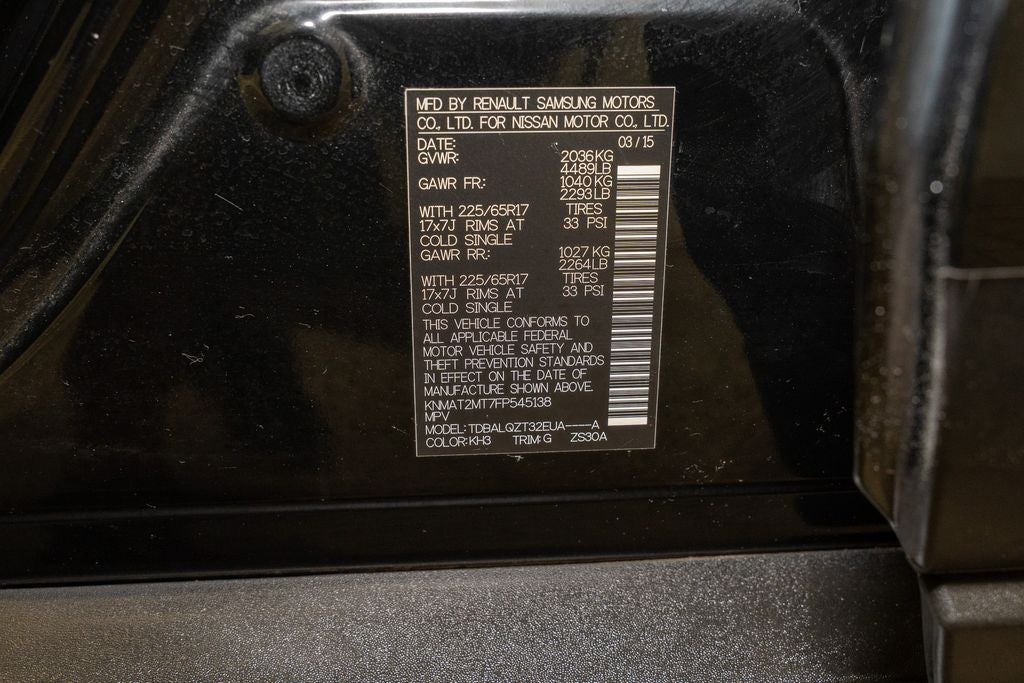 MFD BY RENAULT SAMSUNG MOTORS
CO., LTD. FOR NISSAN MOTOR CO., LTD.
DATE: 03/15
GVWR: 2036KG
4489LB
GAWR FR.: 1040KG
2293LB
WITH 225/65R17 TIRES
17x7J RIMS AT 33 PSI
COLD SINGLE
GAWR RR.: 1027KG
2264LB
WITH 225/65R17 TIRES
17x7J RIMS AT 33 PSI
COLD SINGLE
THIS VEHICLE CONFORMS TO
ALL APPLICABLE FEDERAL
MOTOR VEHICLE SAFETY AND
THEFT PREVENTION STANDARDS
IN EFFECT ON THE DATE OF
MANUFACTURE SHOWN ABOVE.
KNMAT2MT7FP545138
MPV
MODEL:TDBALQZT32EUA----A
COLOR:KH3 TRIM:G ZS30A